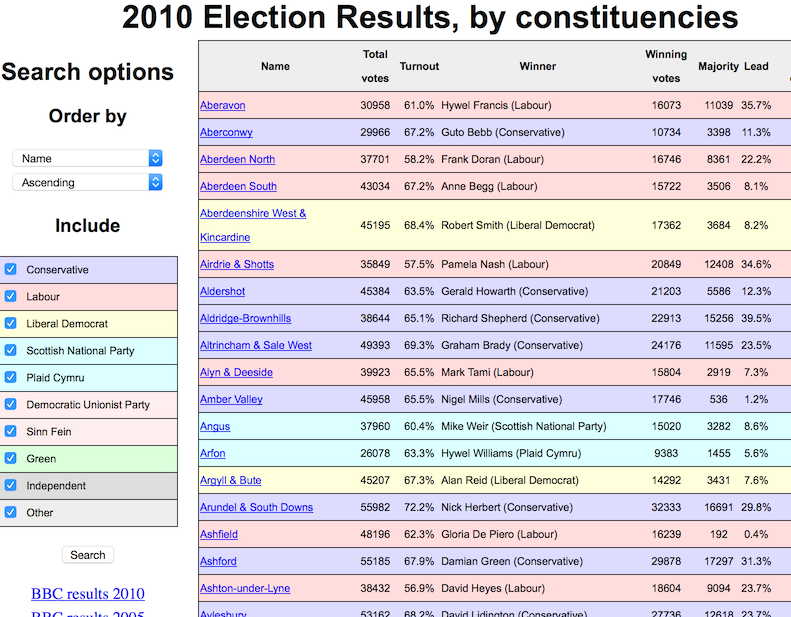 2010 Election Results, by constituencies
Search options
Order by
Name
Ascending
Include
Conservative
Labour
Liberal Democrat
Scottish National Party
Plaid Cymru
Democratic Unionist Party
Sinn Fein
Green
Independent
Other
Search
BBC results 2010
BBC results 2005
Name Total votes Turnout Winner Winning votes Majority Lead
Aberavon 30958 61.0% Hywel Francis (Labour) 16073 11039 35.7%
Aberconwy 29966 67.2% Guto Bebb (Conservative) 10734 3398 11.3%
Aberdeen North 37701 58.2% Frank Doran (Labour) 16746 8361 22.2%
Aberdeen South 43034 67.2% Anne Begg (Labour) 15722 3506 8.1%
Aberdeenshire West & Kincardine 45195 68.4% Robert Smith (Liberal Democrat) 17362 3684 8.2%
Airdrie & Shotts 35849 57.5% Pamela Nash (Labour) 20849 12408 34.6%
Aldershot 45384 63.5% Gerald Howarth (Conservative) 21203 5586 12.3%
Aldridge-Brownhills 38644 65.1% Richard Shepherd (Conservative) 22913 15256 39.5%
Altrincham & Sale West 49393 69.3% Graham Brady (Conservative) 24176 11595 23.5%
Alyn & Deeside 39923 65.5% Mark Tami (Labour) 15804 2919 7.3%
Amber Valley 45958 65.5% Nigel Mills (Conservative) 17746 536 1.2%
Angus 37960 60.4% Mike Weir (Scottish National Party) 15020 3282 8.6%
Arfon 26078 63.3% Hywel Williams (Plaid Cymru) 9383 1455 5.6%
Argyll & Bute 45207 67.3% Alan Reid (Liberal Democrat) 14292 3431 7.6%
Arundel & South Downs 55982 72.2% Nick Herbert (Conservative) 32333 16691 29.8%
Ashfield 48196 62.3% Gloria De Piero (Labour) 16239 192 0.4%
Ashford 55185 67.9% Damian Green (Conservative) 29878 17297 31.3%
Ashton-under-Lyne 38432 56.9% David Heyes (Labour) 18604 9094 23.7%
Aylesbury 53162 68.2% David Lidington (Conservative) 27736 12618 23.7%